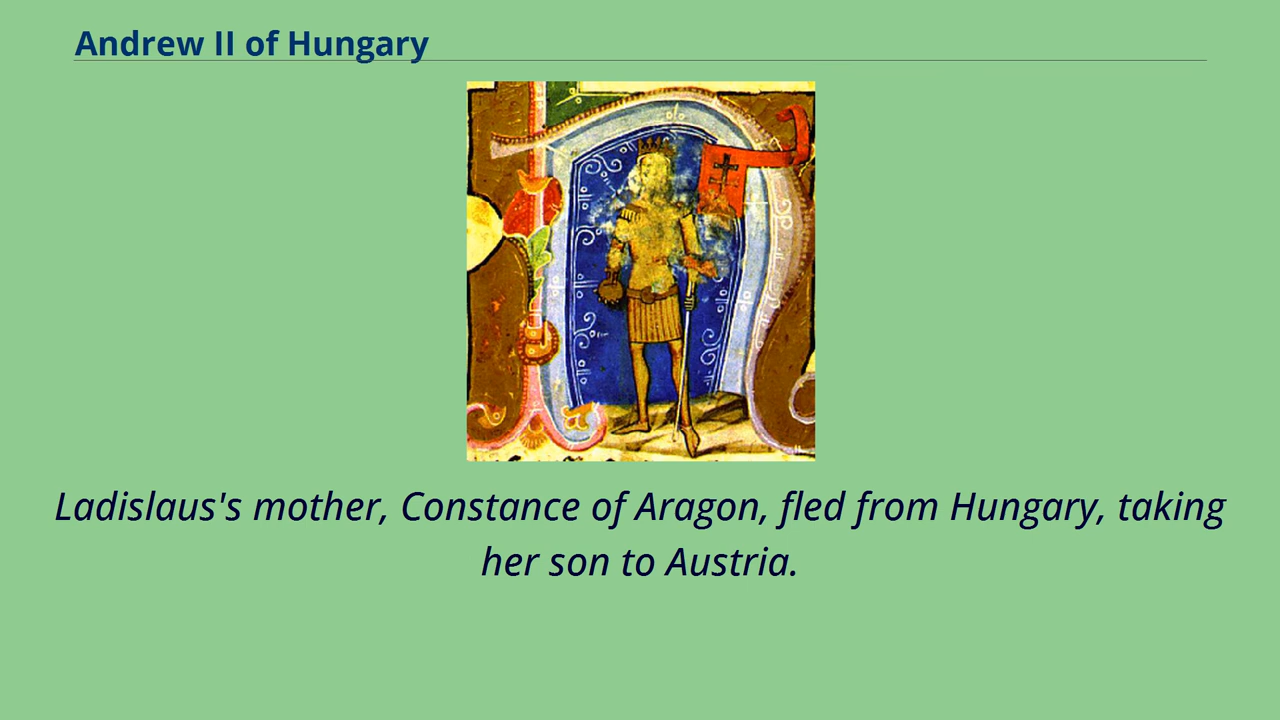 Andrew II of Hungary
Ladislaus's mother, Constance of Aragon, fled from Hungary, taking
her son to Austria.